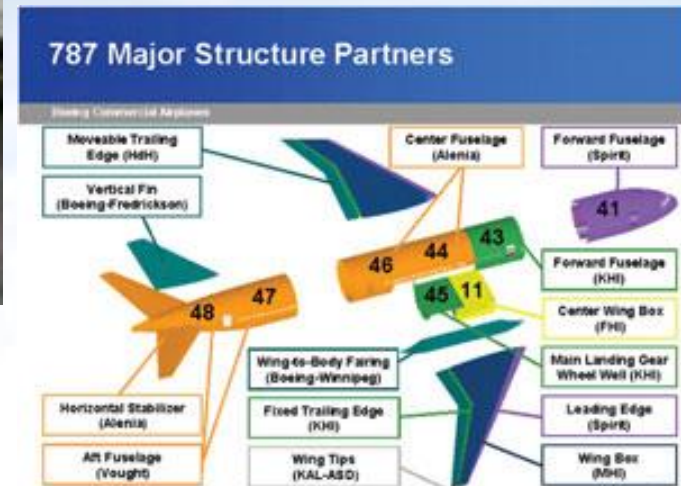 787 Major Structure Partners
Boeing Commercial Airplanes
Moveable Trailing
Edge (HdH)
Center Fuselage
(Alenia)
Forward Fuselage
(Spirit)
Vertical Fin
(Boeing-Fredrickson)
41
43
44
46
Forward Fuselage
(KHI)
47
48
45
11
Center Wing Box
(FHI)
Wing-to-Body Fairing
(Boeing-Winnipeg)
Main Landing Gear
Wheel Well (KHI)
Horizontal Stabilizer
(Alenia)
Fixed Trailing Edge
(KHI)
Leading Edge
(Spirit)
Aft Fuselage
(Vought)
Wing Tips
(KAL-ASD)
Wing Box
(MHI)